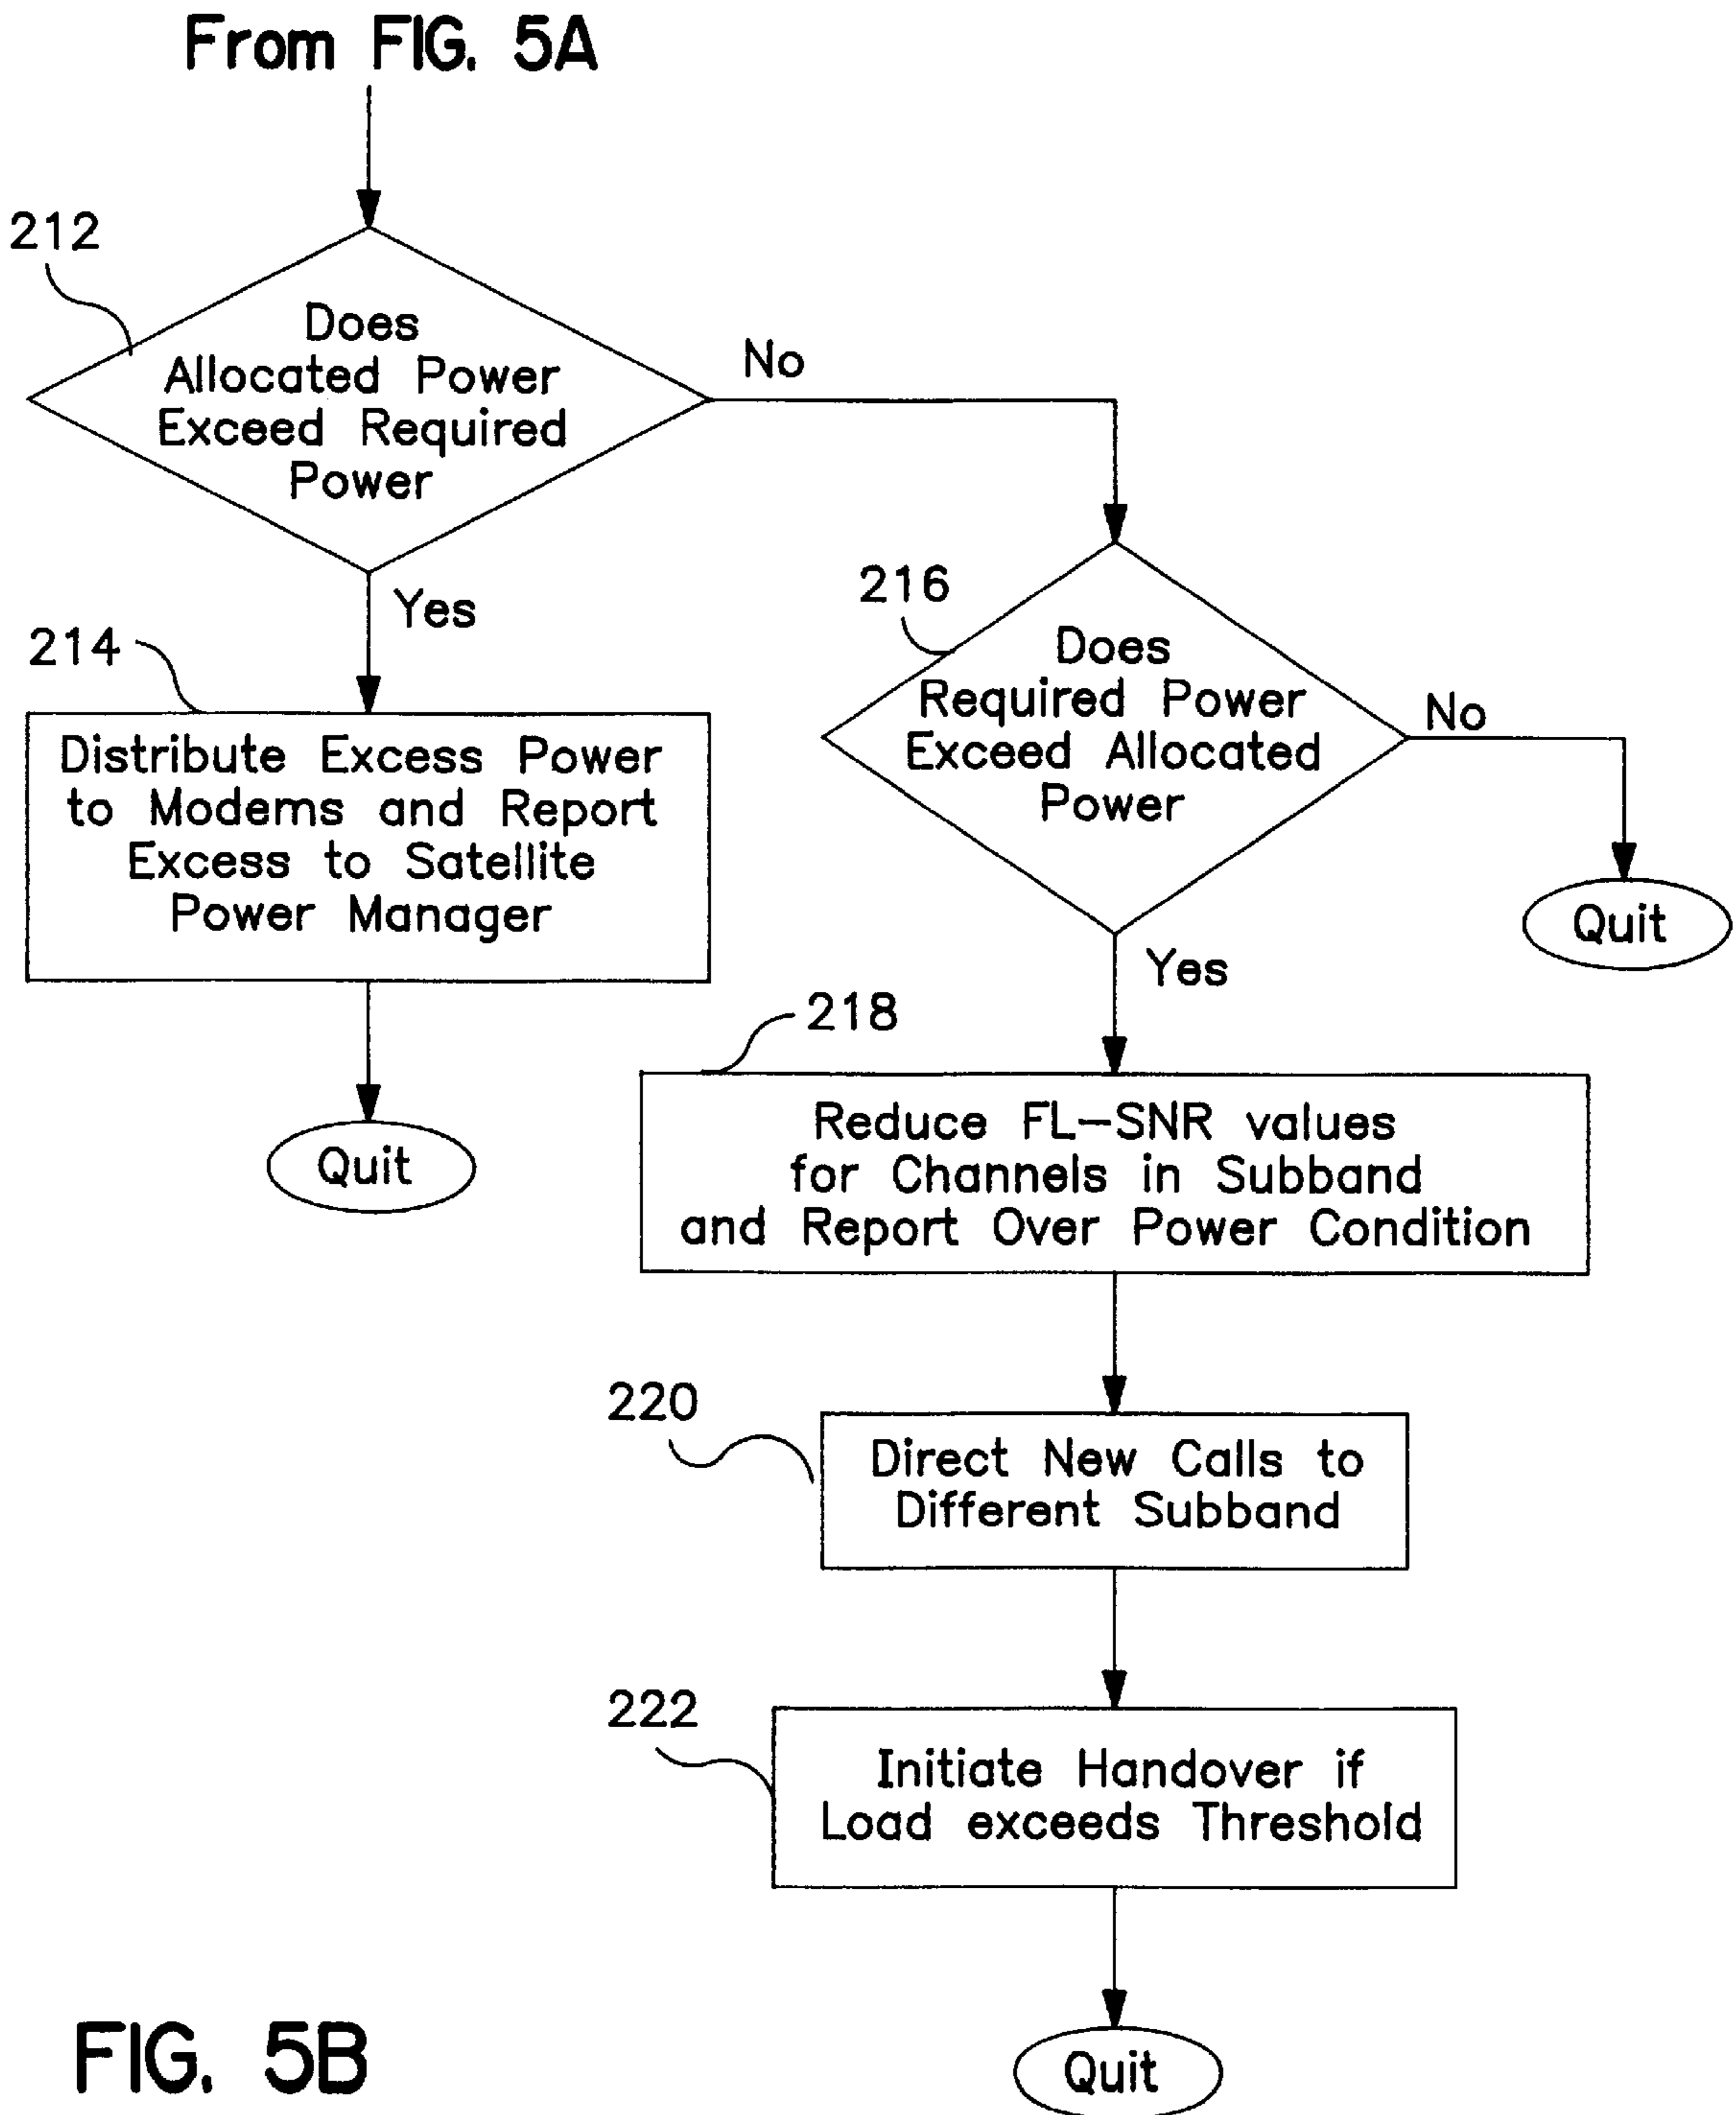 From FIG. 5A
212
Does
Allocated Power
Exceed Required
Power
No
Yes
214
Distribute Excess Power
to Modems and Report
Excess to Satellite
Power Manager
Quit
216
Does
Required Power
Exceed Allocated
Power
No
Quit
Yes
218
Reduce FL-SNR values
for Channels in Subband
and Report Over Power Condition
220
Direct New Calls to
Different Subband
222
Initiate Handover if
Load exceeds Threshold
Quit
FIG. 5B